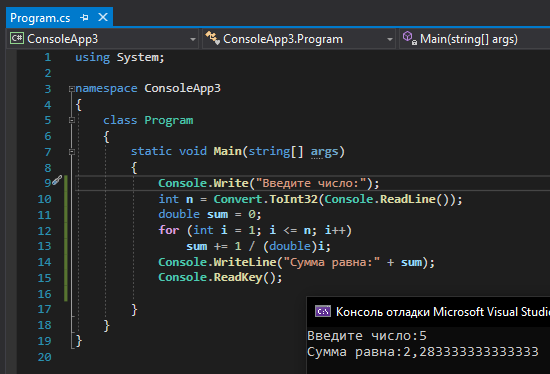 Program.cs
ConsoleApp3 ConsoleApp3.Program Main(string[] args)
1 using System;
2
3 namespace ConsoleApp3
4 {
5 class Program
6 {
7 static void Main(string[] args)
8 {
9 Console.Write("Введите число:");
10 int n = Convert.ToInt32(Console.ReadLine());
11 double sum = 0;
12 for (int i = 1; i <= n; i++)
13 sum += 1 / (double)i;
14 Console.WriteLine("Сумма равна:" + sum);
15 Console.ReadKey();
16
17 }
18 }
19 }
20
Консоль отладки Microsoft Visual Studio
Введите число:5
Сумма равна:2,283333333333333